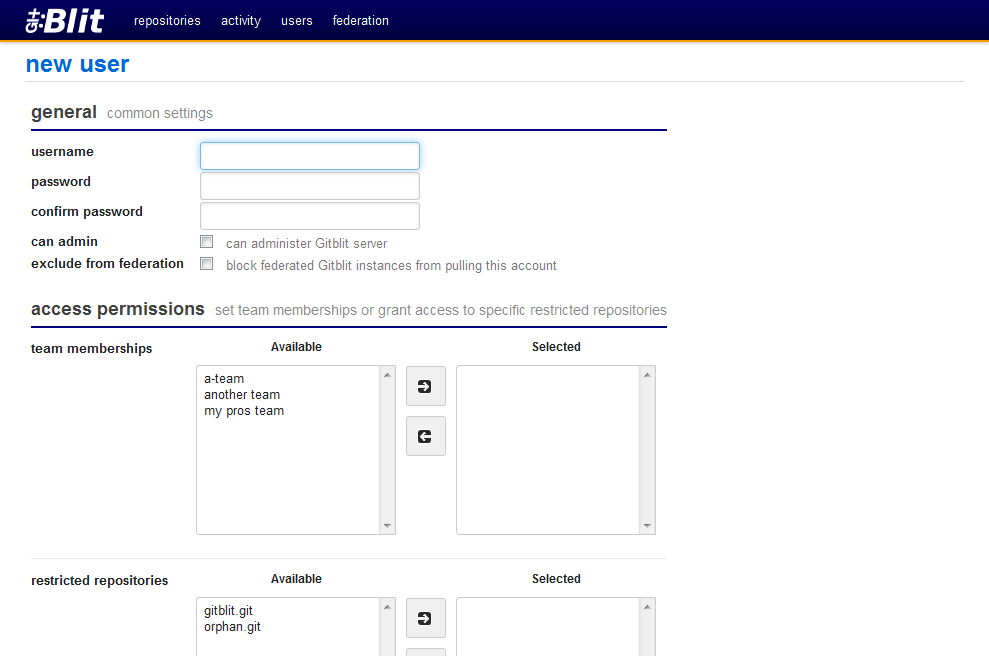 Git:Blit
repositories activity users federation
new user
general common settings
username
password
confirm password
can admin can administer Gitblit server
exclude from federation block federated Gitblit instances from pulling this account
access permissions set team memberships or grant access to specific restricted repositories
team memberships Available Selected
a-team
another team
my pros team
restricted repositories Available Selected
gitblit.git
orphan.git